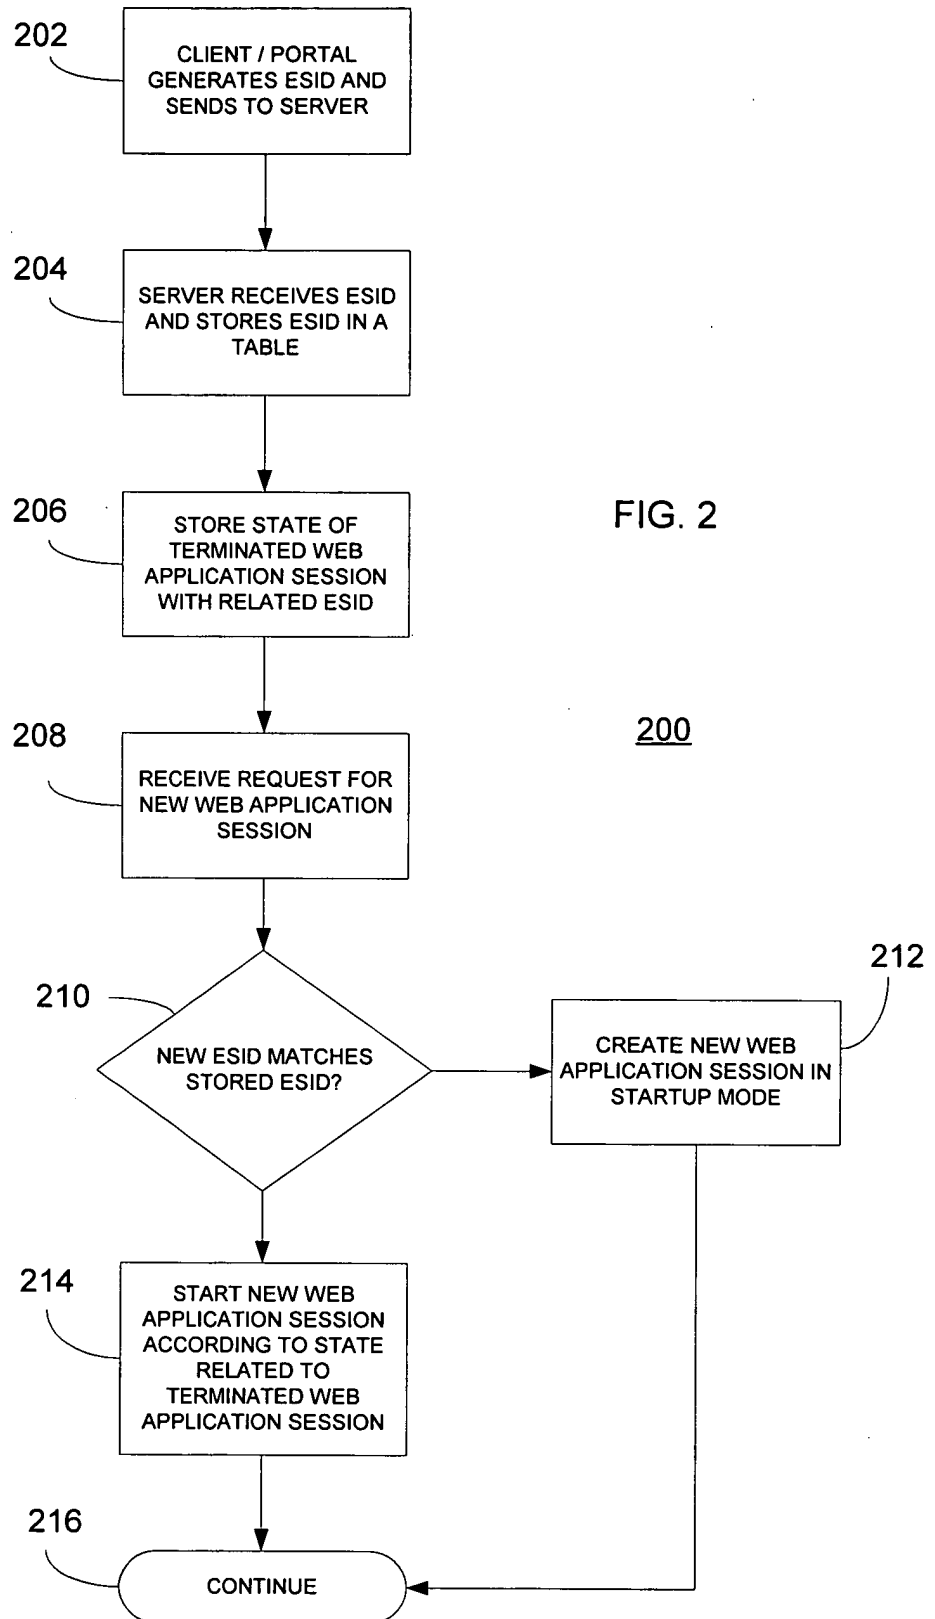 202
CLIENT / PORTAL
GENERATES ESID AND
SENDS TO SERVER
204
SERVER RECEIVES ESID
AND STORES ESID IN A
TABLE
206
STORE STATE OF
TERMINATED WEB
APPLICATION SESSION
WITH RELATED ESID
FIG. 2
208
RECEIVE REQUEST FOR
NEW WEB APPLICATION
SESSION
200
210
NEW ESID MATCHES
STORED ESID?
212
CREATE NEW WEB
APPLICATION SESSION IN
STARTUP MODE
214
START NEW WEB
APPLICATION SESSION
ACCORDING TO STATE
RELATED TO
TERMINATED WEB
APPLICATION SESSION
216
CONTINUE